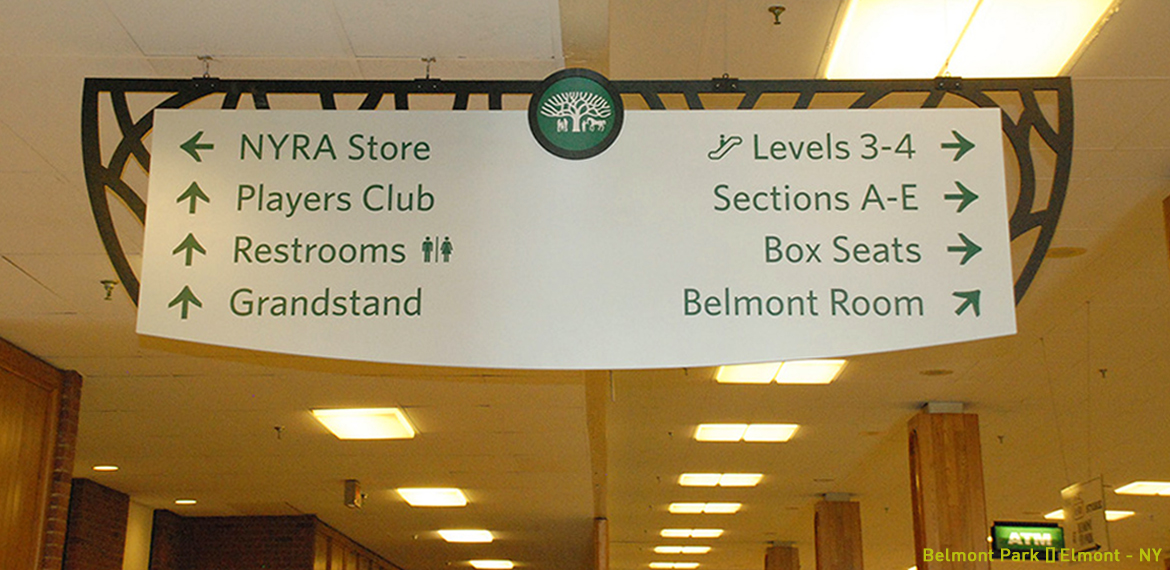 NYRA Store
Players Club
Restrooms
Grandstand
Levels 3-4
Sections A-E
Box Seats
Belmont Room
ATM
Belmont Park [] Elmont - NY